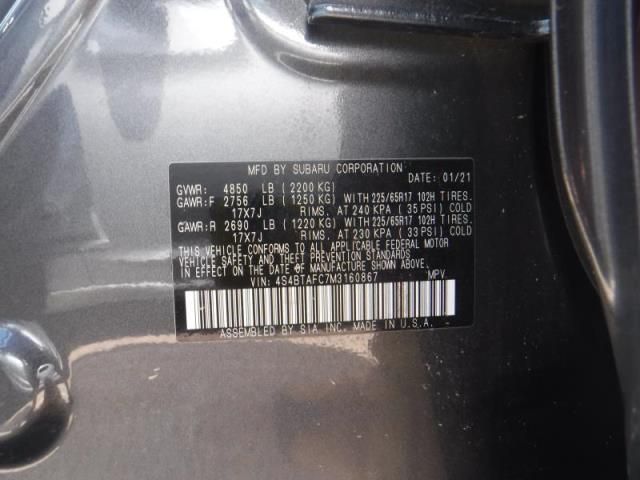 MFD BY SUBARU CORPORATION DATE: 01/21
GVWR: 4850 LB (2200 KG)
GAWR:F 2756 LB (1250 KG) WITH 225/65R17 102H TIRES.
17X7J RIMS, AT 240 KPA (35 PSI) COLD
GAWR:R 2690 LB (1220 KG) WITH 225/65R17 102H TIRES.
17X7J RIMS, AT 230 KPA (33 PSI) COLD
THIS VEHICLE CONFORMS TO ALL APPLICABLE FEDERAL MOTOR
VEHICLE SAFETY AND THEFT PREVENTION STANDARDS
IN EFFECT ON THE DATE OF MANUFACTURE SHOWN ABOVE.
VIN: 4S4BTAFC7M3160867 MPV
ASSEMBLED BY SIA INC. MADE IN U.S.A.